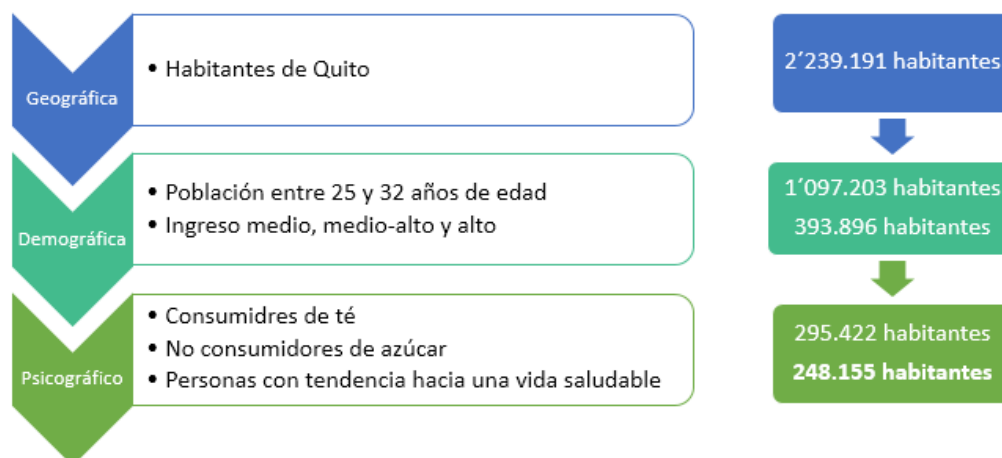 Geográfica
• Habitantes de Quito
2´239.191 habitantes
Demográfica
• Población entre 25 y 32 años de edad
• Ingreso medio, medio-alto y alto
1´097.203 habitantes
393.896 habitantes
Psicográfico
• Consumidres de té
• No consumidores de azúcar
• Personas con tendencia hacia una vida saludable
295.422 habitantes
248.155 habitantes